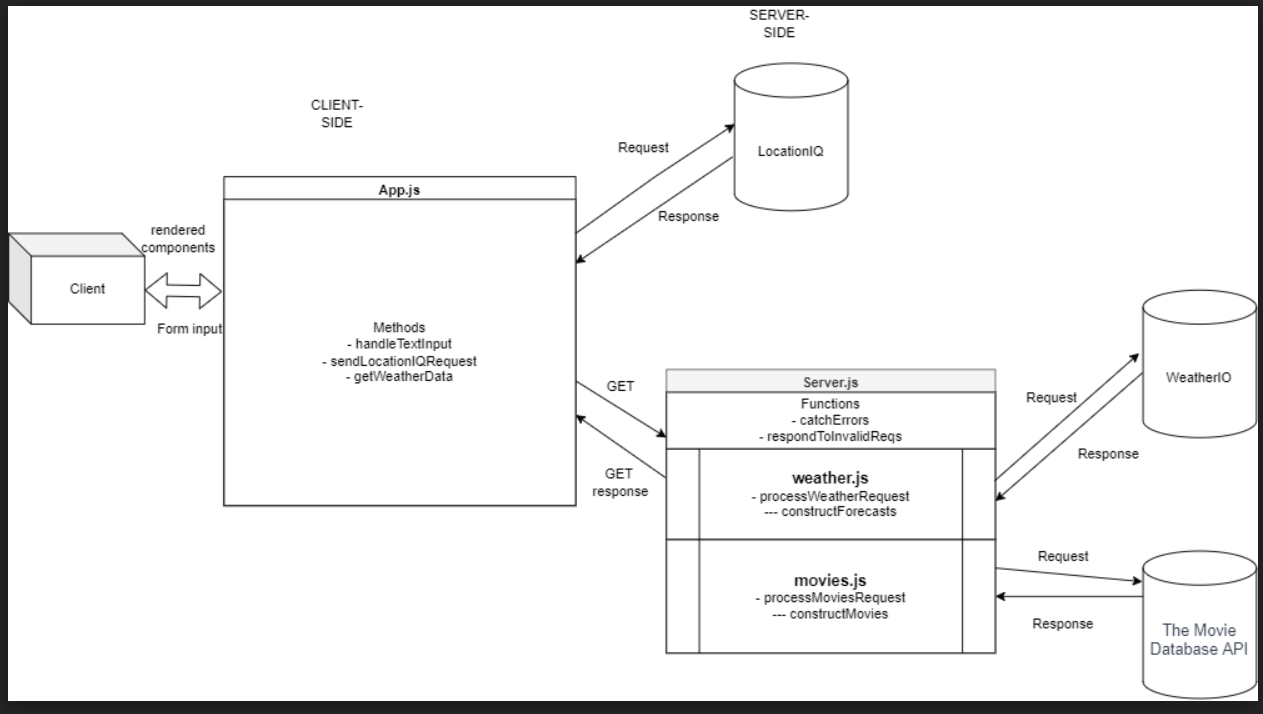 SERVER-
SIDE
CLIENT-
SIDE
LocationIQ
Request
Response
App.js
rendered
components
Client
Form input
Methods
- handleTextInput
- sendLocationIQRequest
- getWeatherData
GET
GET
response
Server.js
Functions
- catchErrors
- respondToInvalidReqs
weather.js
- processWeatherRequest
--- constructForecasts
movies.js
- processMoviesRequest
--- constructMovies
Request
Response
WeatherIO
Request
Response
The Movie
Database API